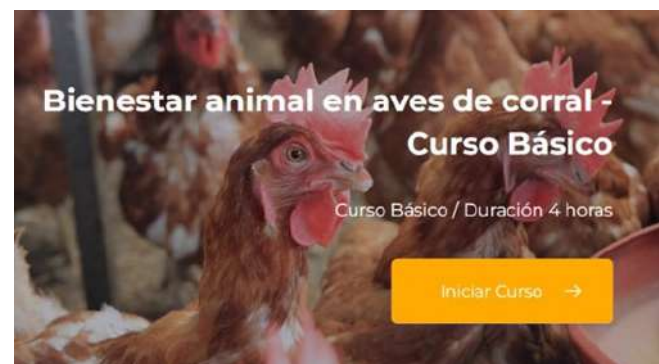 Bienestar animal en aves de corral -
Curso Básico
Curso Básico / Duración 4 horas
Iniciar Curso →